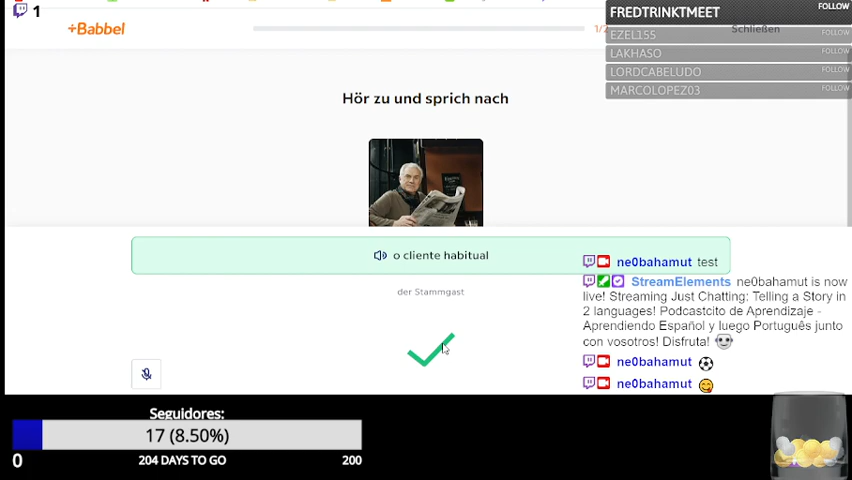 1
FREDTRINKTMEET FOLLOW
EZEL155 FOLLOW
LAKHASO FOLLOW
LORDCABELUDO FOLLOW
MARCOLOPEZ03 FOLLOW
+Babbel
1/2
Schließen
Hör zu und sprich nach
o cliente habitual
der Stammgast
ne0bahamut test
StreamElements ne0bahamut is now
live! Streaming Just Chatting: Telling a Story in
2 languages! Podcastcito de Aprendizaje -
Aprendiendo Español y luego Português junto
con vosotros! Disfruta!
ne0bahamut
ne0bahamut
Seguidores:
17 (8.50%)
0 204 DAYS TO GO 200